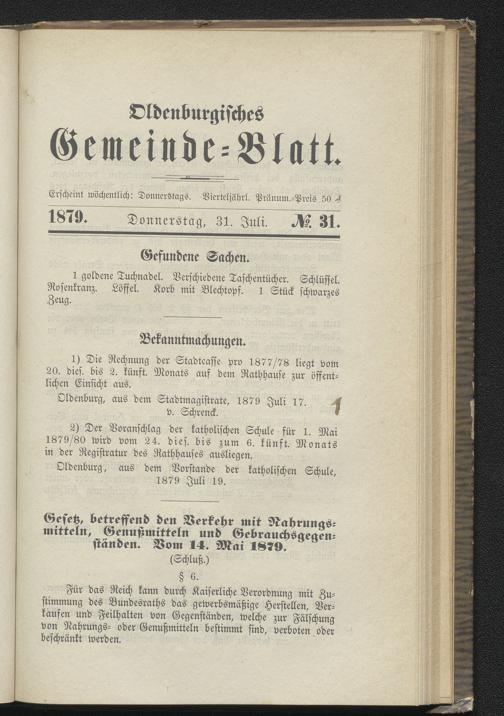 Oldenburgisches
Gemeinde-Blatt.
Erscheint wöchentlich: Donnerstags. Vierteljährl. Pränum.-Preis 50 ₰
1879. Donnerstag, 31. Juli. № 31.
Gefundene Sachen.
1 goldene Tuchnadel. Verschiedene Taschentücher. Schlüssel.
Rosenkranz. Löffel. Korb mit Blechtopf. 1 Stück schwarzes
Zeug.
Bekanntmachungen.
1) Die Rechnung der Stadtcasse pro 1877/78 liegt vom
20. dies. bis 2. künft. Monats auf dem Rathhause zur öffent-
lichen Einsicht aus.
Oldenburg, aus dem Stadtmagistrate, 1879 Juli 17.
v. Schrenck.
2) Der Voranschlag der katholischen Schule für 1. Mai
1879/80 wird vom 24. dies. bis zum 6. künft. Monats
in der Registratur des Rathhauses ausliegen.
Oldenburg, aus dem Vorstande der katholischen Schule,
1879 Juli 19.
Gesetz, betreffend den Verkehr mit Nahrungs-
mitteln, Genußmitteln und Gebrauchsgegen-
ständen. Vom 14. Mai 1879.
(Schluß.)
§ 6.
Für das Reich kann durch Kaiserliche Verordnung mit Zu-
stimmung des Bundesraths das gewerbsmäßige Herstellen, Ver-
kaufen und Feilhalten von Gegenständen, welche zur Fälschung
von Nahrungs- oder Genußmitteln bestimmt sind, verboten oder
beschränkt werden.